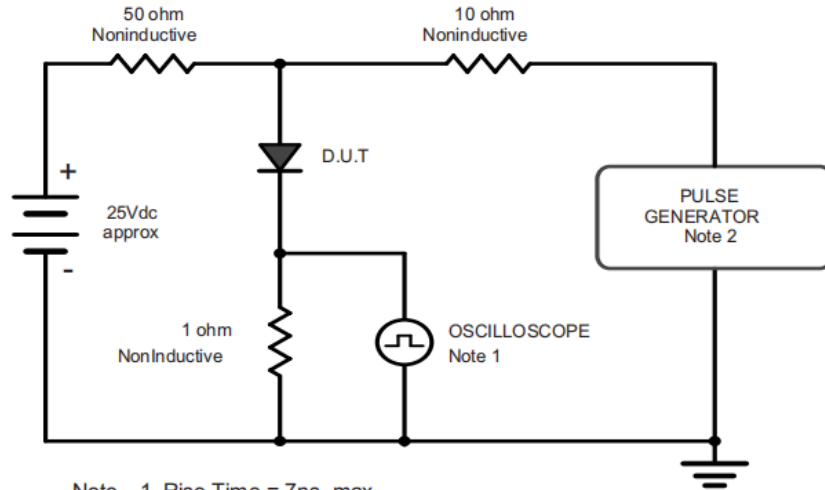 50 ohm
Noninductive
10 ohm
Noninductive
D.U.T
+
25Vdc
approx
-
PULSE
GENERATOR
Note 2
1 ohm
NonInductive
OSCILLOSCOPE
Note 1